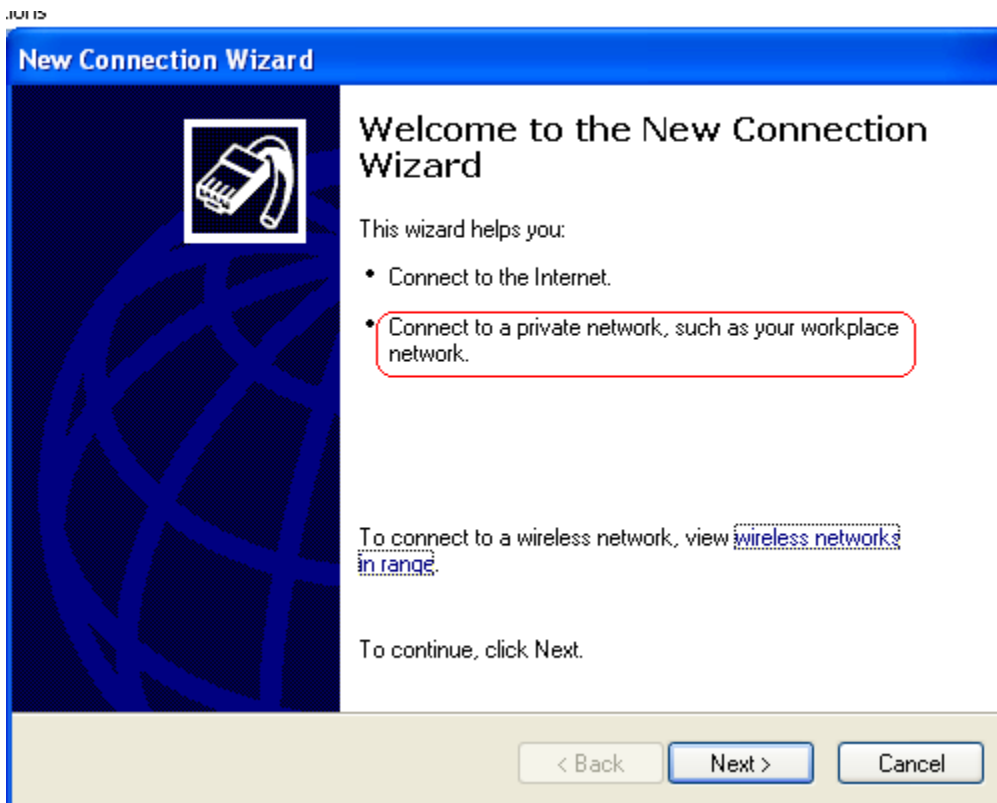 New Connection Wizard
Welcome to the New Connection
Wizard
This wizard helps you:
• Connect to the Internet.
• Connect to a private network, such as your workplace
network.
To connect to a wireless network, view wireless networks
in range.
To continue, click Next.
< Back Next > Cancel